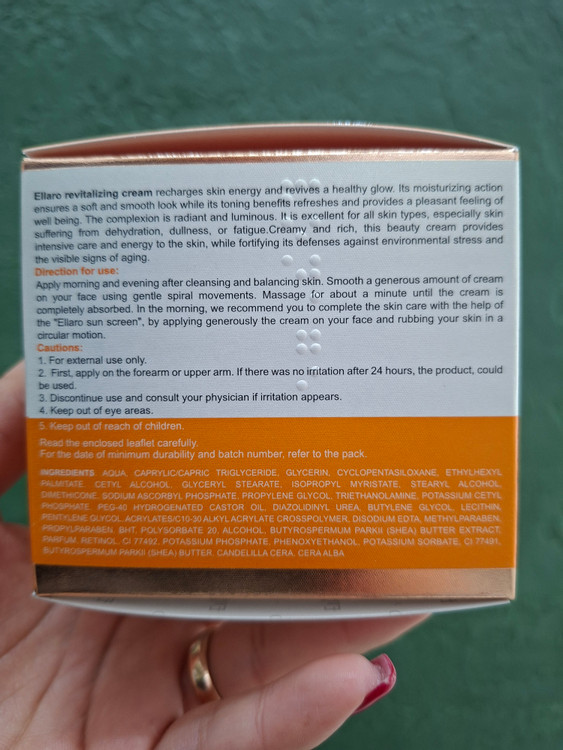 Ellaro revitalizing cream recharges skin energy and revives a healthy glow. Its moisturizing action
ensures a soft and smooth look while its toning benefits refreshes and provides a pleasant feeling of
well being. The complexion is radiant and luminous. It is excellent for all skin types, especially skin
suffering from dehydration, dullness, or fatigue.Creamy and rich, this beauty cream provides
intensive care and energy to the skin, while fortifying its defenses against environmental stress and
the visible signs of aging.
Direction for use:
Apply morning and evening after cleansing and balancing skin. Smooth a generous amount of cream
on your face using gentle spiral movements. Massage for about a minute until the cream is
completely absorbed. In the morning, we recommend you to complete the skin care with the help of
the "Ellaro sun screen", by applying generously the cream on your face and rubbing your skin in a
circular motion.
Cautions:
1. For external use only.
2. First, apply on the forearm or upper arm. If there was no irritation after 24 hours, the product, could
be used.
3. Discontinue use and consult your physician if irritation appears.
4. Keep out of eye areas.
5. Keep out of reach of children.
Read the enclosed leaflet carefully.
For the date of minimum durability and batch number, refer to the pack.
INGREDIENTS: AQUA, CAPRYLIC/CAPRIC TRIGLYCERIDE, GLYCERIN, CYCLOPENTASILOXANE, ETHYLHEXYL
PALMITATE, CETYL ALCOHOL, GLYCERYL STEARATE, ISOPROPYL MYRISTATE, STEARYL ALCOHOL,
DIMETHICONE, SODIUM ASCORBYL PHOSPHATE, PROPYLENE GLYCOL, TRIETHANOLAMINE, POTASSIUM CETYL
PHOSPHATE, PEG-40 HYDROGENATED CASTOR OIL, DIAZOLIDINYL UREA, BUTYLENE GLYCOL, LECITHIN,
PENTYLENE GLYCOL, ACRYLATES/C10-30 ALKYL ACRYLATE CROSSPOLYMER, DISODIUM EDTA, METHYLPARABEN,
PROPYLPARABEN, BHT, POLYSORBATE 20, ALCOHOL, BUTYROSPERMUM PARKII (SHEA) BUTTER EXTRACT,
PARFUM, RETINOL, CI 77492, POTASSIUM PHOSPHATE, PHENOXYETHANOL, POTASSIUM SORBATE, CI 77491,
BUTYROSPERMUM PARKII (SHEA) BUTTER, CANDELILLA CERA, CERA ALBA